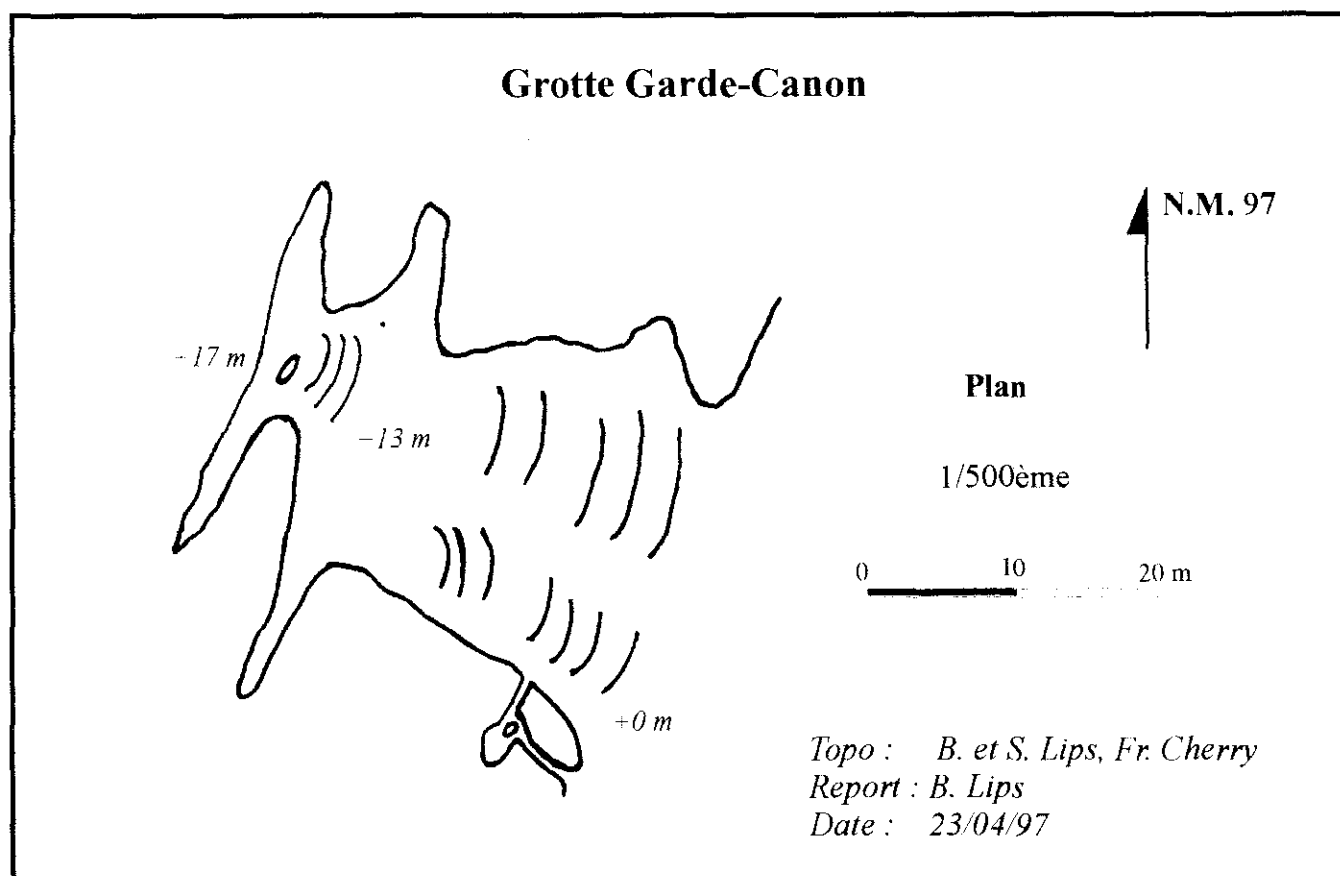 Grotte Garde-Canon
N.M. 97
-17 m
-13 m
Plan
1/500ème
0 10 20 m
+0 m
Topo : B. et S. Lips, Fr. Cherry
Report : B. Lips
Date : 23/04/97